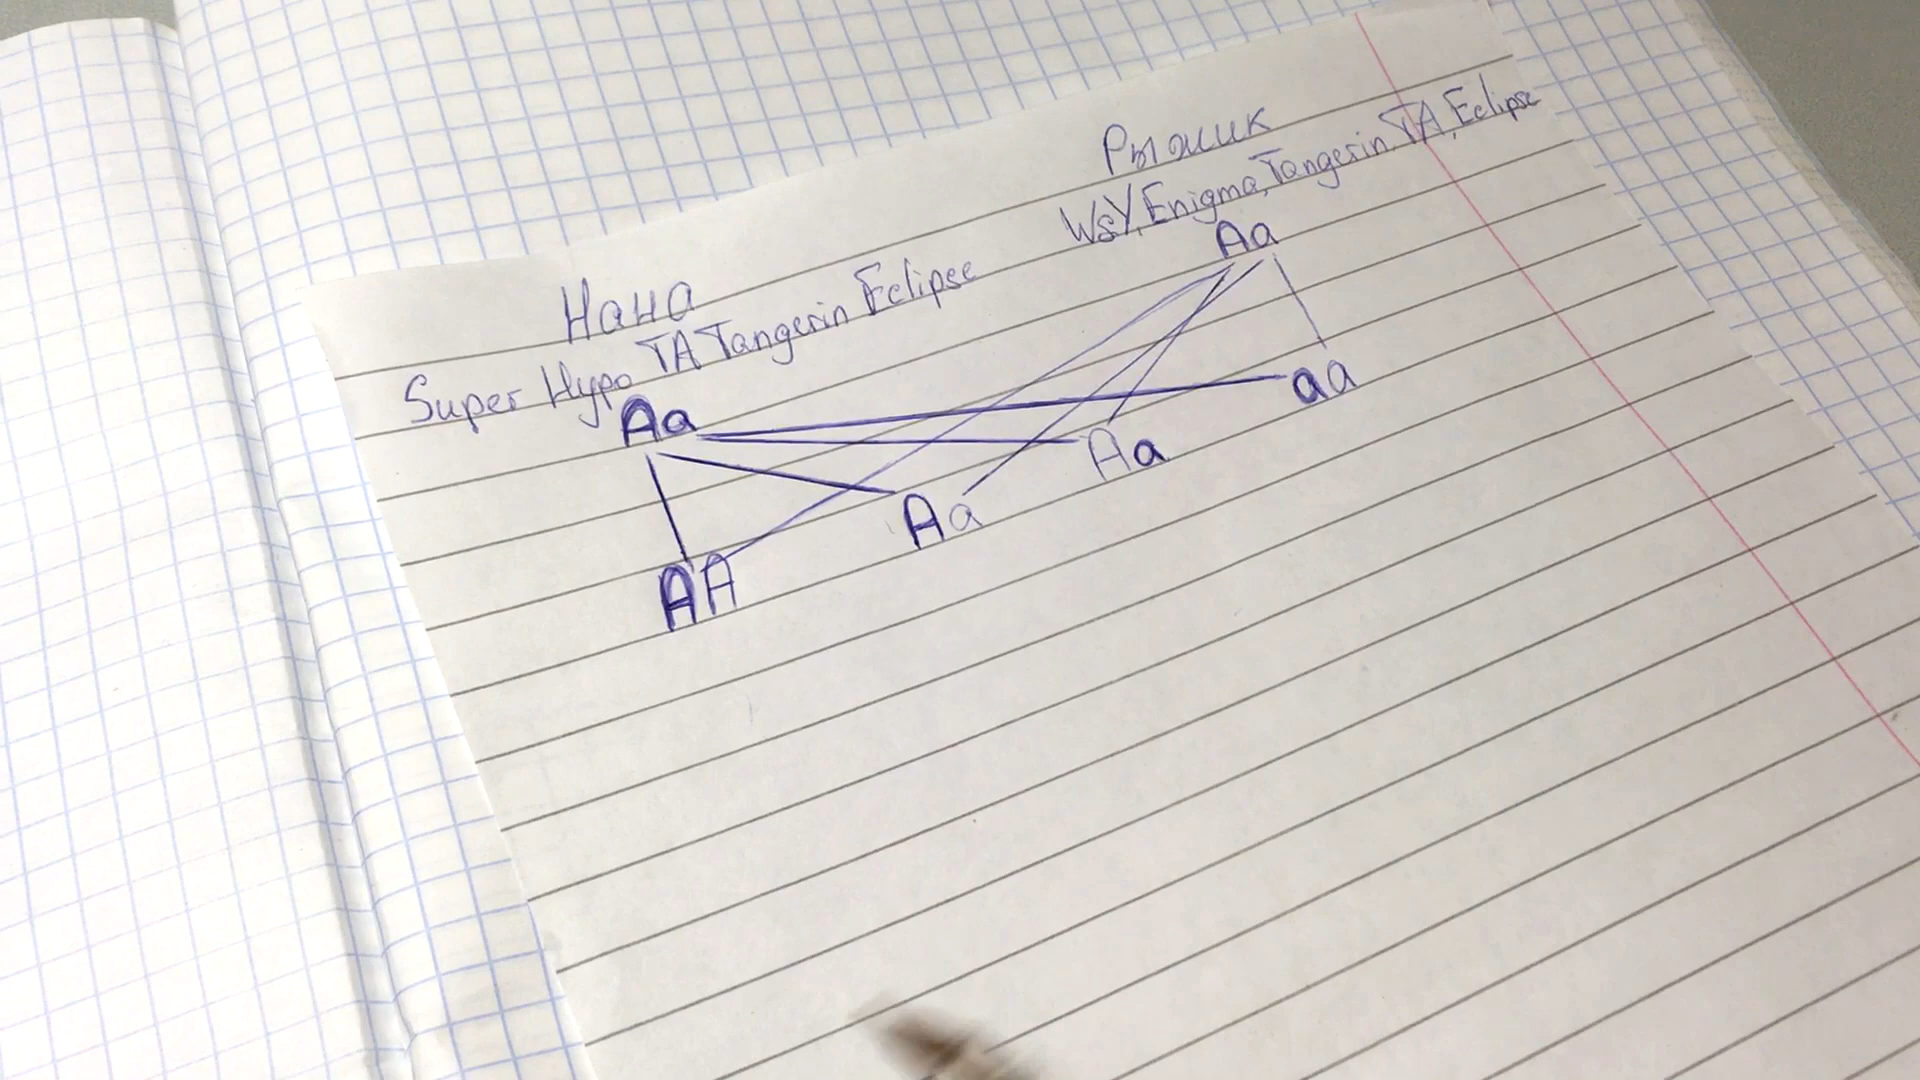 Рыжик
WsY, Enigma, Tangerin, TA, Eclipse
Aa
Нана
Super Hypo TA Tangerin Eclipse
Aa
aa
Aa
Aa
AA